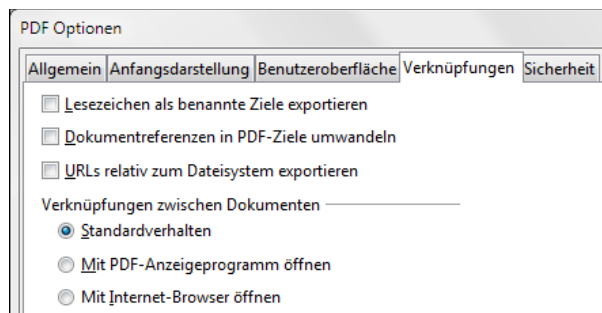 PDF Optionen
Allgemein Anfangsdarstellung Benutzeroberfläche Verknüpfungen Sicherheit
Lesezeichen als benannte Ziele exportieren
Dokumentreferenzen in PDF-Ziele umwandeln
URLs relativ zum Dateisystem exportieren
Verknüpfungen zwischen Dokumenten
Standardverhalten
Mit PDF-Anzeigeprogramm öffnen
Mit Internet-Browser öffnen